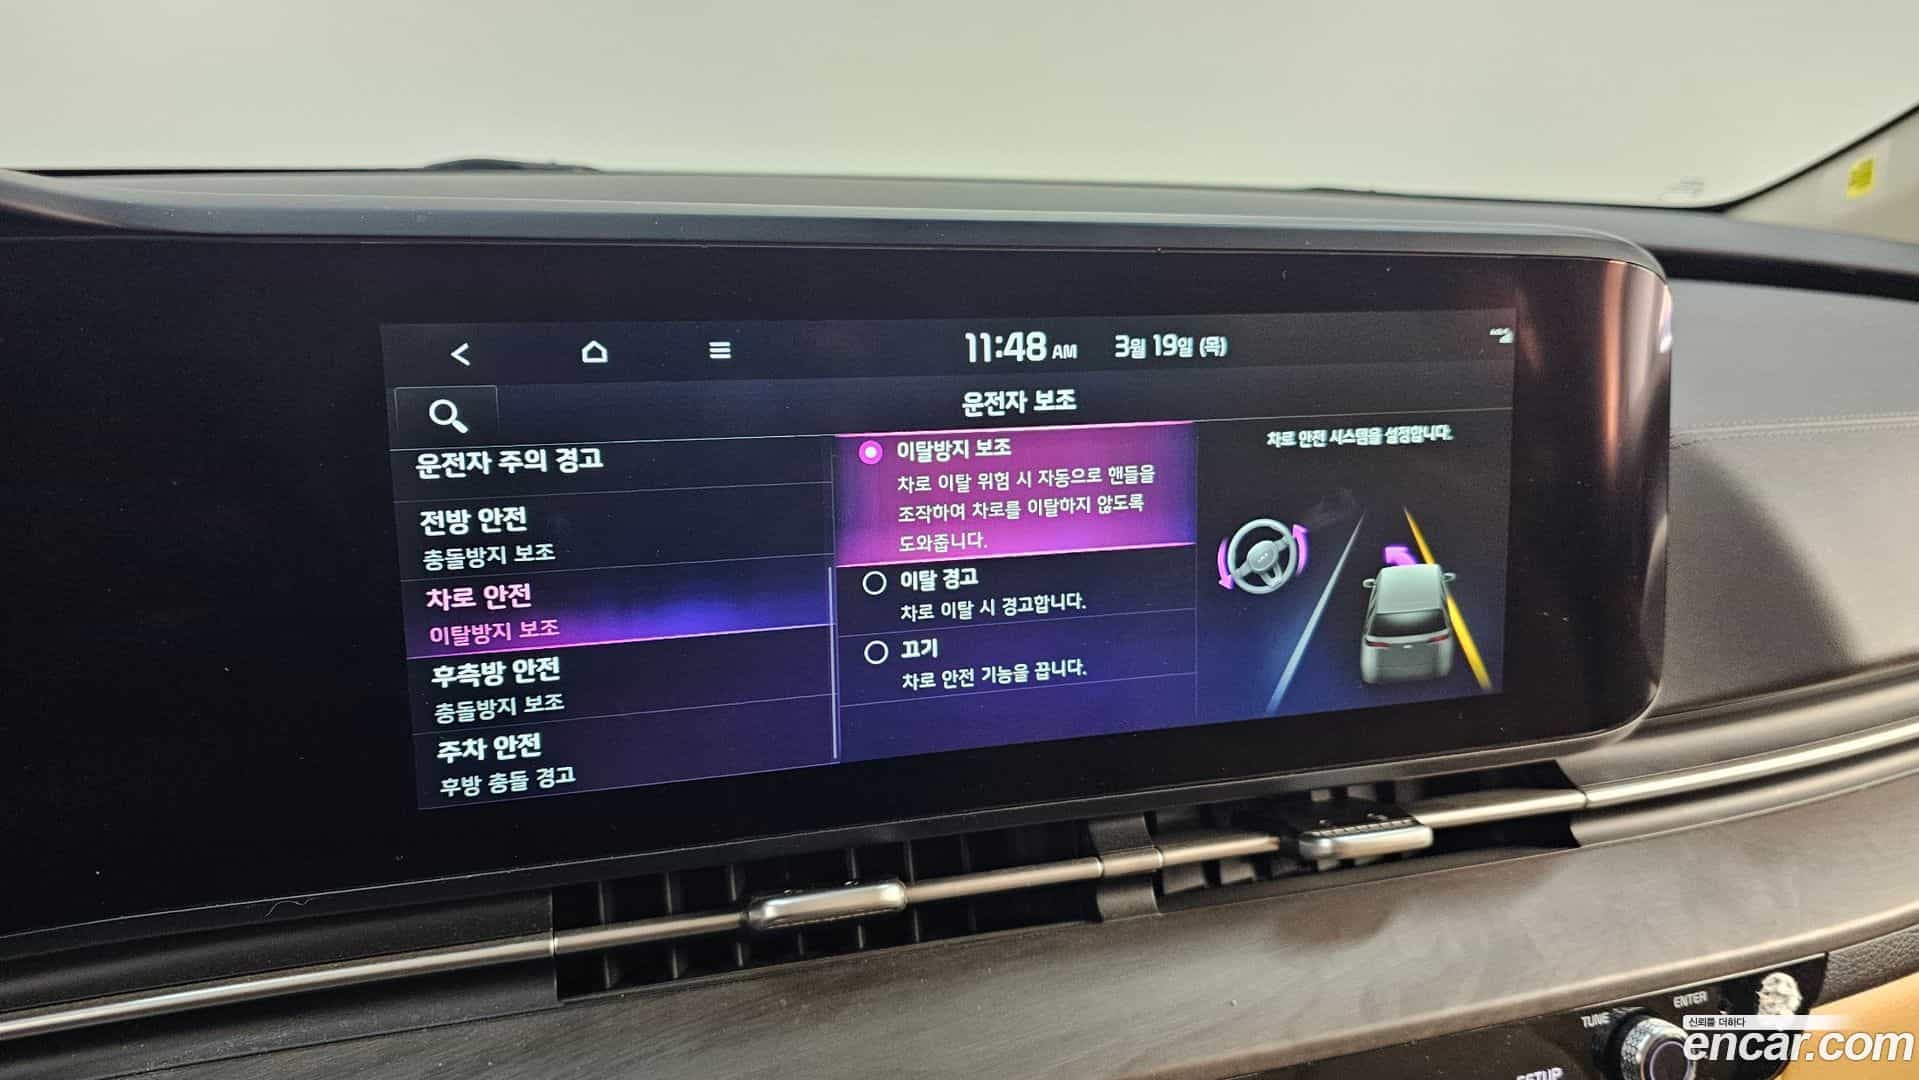 11:48 AM
3월 19일 (목)
운전자 보조
운전자 주의 경고
전방 안전
충돌방지 보조
차로 안전
이탈방지 보조
후측방 안전
충돌방지 보조
주차 안전
후방 충돌 경고
이탈방지 보조
차로 이탈 위험 시 자동으로 핸들을
조작하여 차로를 이탈하지 않도록
도와줍니다.
이탈 경고
차로 이탈 시 경고합니다.
끄기
차로 안전 기능을 끕니다.
차로 안전 시스템을 설정합니다.
ENTER
TUNE
SETUP
신뢰를 더하다
encar.com